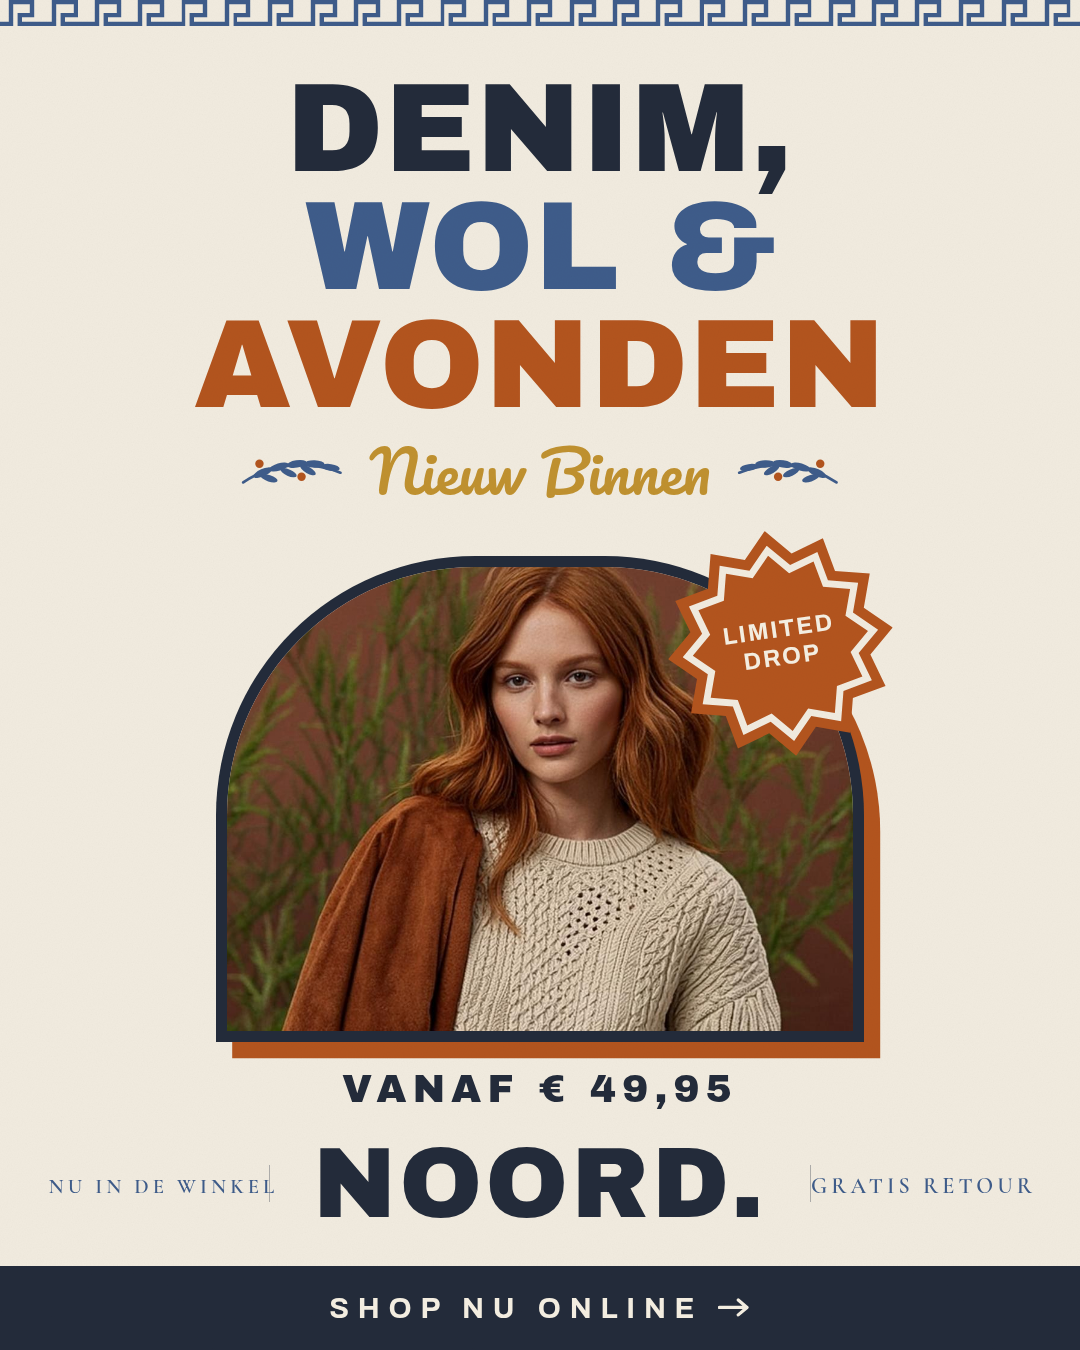 DENIM,
WOL &
AVONDEN
Nieuw Binnen
LIMITED
DROP
VANAF € 49,95
NU IN DE WINKEL
NOORD.
GRATIS RETOUR
SHOP NU ONLINE →